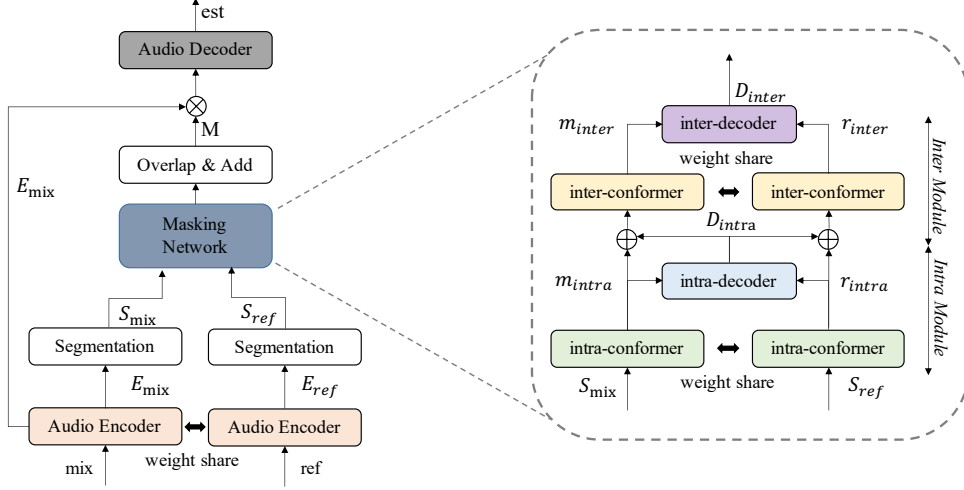 est
Audio Decoder
M
Overlap & Add
E_mix
Masking
Network
S_mix
S_ref
Segmentation
Segmentation
E_mix
E_ref
Audio Encoder
Audio Encoder
weight share
mix
ref
D_inter
m_inter
inter-decoder
r_inter
weight share
inter-conformer
inter-conformer
Inter Module
D_intra
m_intra
intra-decoder
r_intra
Intra Module
intra-conformer
intra-conformer
S_mix
weight share
S_ref